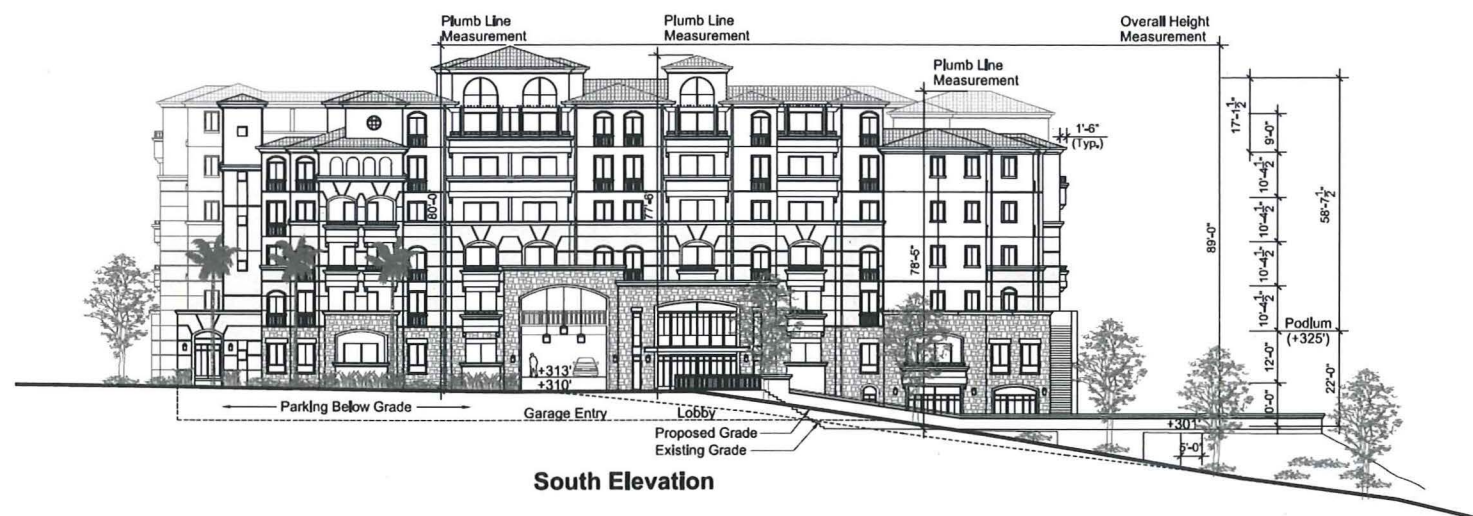 Plumb Line
Measurement
Plumb Line
Measurement
Overall Height
Measurement
Plumb Line
Measurement
1'-6"
(Typ.)
17'-1½"
9'-0"
10'-4½"
10'-4½"
10'-4½"
10'-4½"
58'-7½"
80'-0"
77'-6"
78'-5"
89'-0"
Podium
(+325')
12'-0"
22'-0"
+313'
+310'
Parking Below Grade
Garage Entry
Lobby
Proposed Grade
Existing Grade
+301'
5'-0"
South Elevation